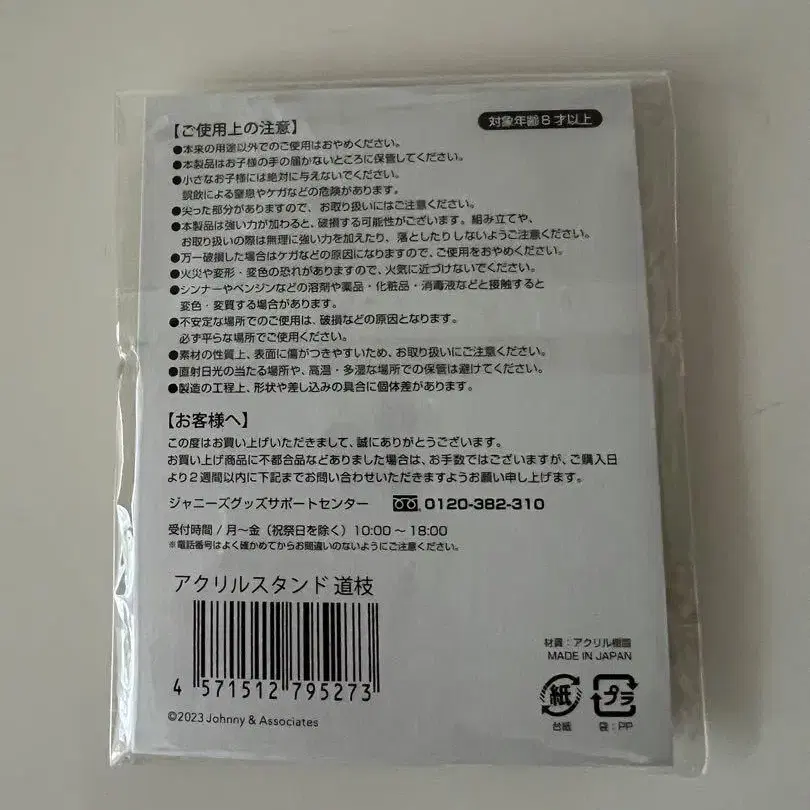 【ご使用上の注意】
対象年齢8才以上
●本来の用途以外でのご使用はおやめください。
●本製品はお子様の手の届かないところに保管してください。
●小さなお子様には絶対に与えないでください。
誤飲による窒息やケガなどの危険があります。
●尖った部分がありますので、お取り扱いにはご注意ください。
●本製品は強い力が加わると、破損する可能性がございます。組み立てや、
お取り扱いの際は無理に強い力を加えたり、落としたりしないようご注意ください。
●万一破損した場合はケガなどの原因になりますので、ご使用をおやめください。
●火災や変形・変色の恐れがありますので、火気に近づけないでください。
●シンナーやベンジンなどの溶剤や薬品・化粧品・消毒液などと接触すると
変色・変質する場合があります。
●不安定な場所でのご使用は、破損などの原因となります。
必ず平らな場所でご使用ください。
●素材の性質上、表面に傷がつきやすいため、お取り扱いにご注意ください。
●直射日光の当たる場所や、高温・多湿な場所での保管は避けてください。
●製造の工程上、形状や差し込みの具合に個体差があります。
【お客様へ】
この度はお買い上げいただきまして、誠にありがとうございます。
お買い上げ商品に不都合品などありました場合は、お手数ではございますが、ご購入日
より2週間以内に下記までお問い合わせいただきますようお願い申し上げます。
ジャニーズグッズサポートセンター 0120-382-310
受付時間/月～金（祝祭日を除く）10:00～18:00
※電話番号はよく確かめてからお間違いのないようにご注意ください。
アクリルスタンド 道枝
4 571512 795273
©2023 Johnny & Associates
材質：アクリル樹脂
MADE IN JAPAN
紙 プラ
台紙 袋：PP